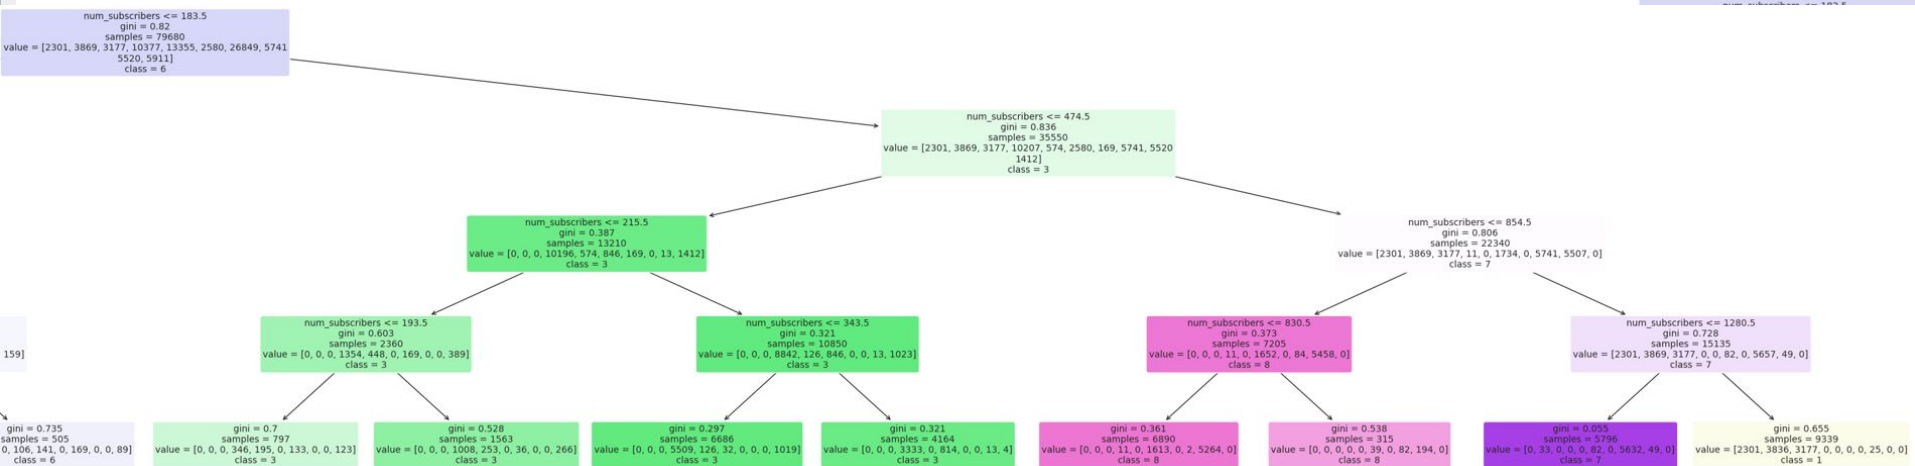 num_subscribers <= 183.5
gini = 0.82
samples = 79680
value = [2301, 3869, 3177, 10377, 13355, 2580, 26849, 5741
5520, 5911]
class = 6
num_subscribers <= 474.5
gini = 0.836
samples = 35550
value = [2301, 3869, 3177, 10207, 574, 2580, 169, 5741, 5520
1412]
class = 3
num_subscribers <= 215.5
gini = 0.387
samples = 13210
value = [0, 0, 0, 10196, 574, 846, 169, 0, 13, 1412]
class = 3
num_subscribers <= 854.5
gini = 0.806
samples = 22340
value = [2301, 3869, 3177, 11, 0, 1734, 0, 5741, 5507, 0]
class = 7
159]
num_subscribers <= 193.5
gini = 0.603
samples = 2360
value = [0, 0, 0, 1354, 448, 0, 169, 0, 0, 389]
class = 3
num_subscribers <= 343.5
gini = 0.321
samples = 10850
value = [0, 0, 0, 8842, 126, 846, 0, 0, 13, 1023]
class = 3
num_subscribers <= 830.5
gini = 0.373
samples = 7205
value = [0, 0, 0, 11, 0, 1652, 0, 84, 5458, 0]
class = 8
num_subscribers <= 1280.5
gini = 0.728
samples = 15135
value = [2301, 3869, 3177, 0, 0, 82, 0, 5657, 49, 0]
class = 7
gini = 0.735
samples = 505
0, 106, 141, 0, 169, 0, 0, 89]
class = 6
gini = 0.7
samples = 797
value = [0, 0, 0, 346, 195, 0, 133, 0, 0, 123]
class = 3
gini = 0.528
samples = 1563
value = [0, 0, 0, 1008, 253, 0, 36, 0, 0, 266]
class = 3
gini = 0.297
samples = 6686
value = [0, 0, 0, 5509, 126, 32, 0, 0, 0, 1019]
class = 3
gini = 0.321
samples = 4164
value = [0, 0, 0, 3333, 0, 814, 0, 0, 13, 4]
class = 3
gini = 0.361
samples = 6890
value = [0, 0, 0, 11, 0, 1613, 0, 2, 5264, 0]
class = 8
gini = 0.538
samples = 315
value = [0, 0, 0, 0, 0, 39, 0, 82, 194, 0]
class = 8
gini = 0.055
samples = 5796
value = [0, 33, 0, 0, 0, 82, 0, 5632, 49, 0]
class = 7
gini = 0.655
samples = 9339
value = [2301, 3836, 3177, 0, 0, 0, 0, 25, 0, 0]
class = 1